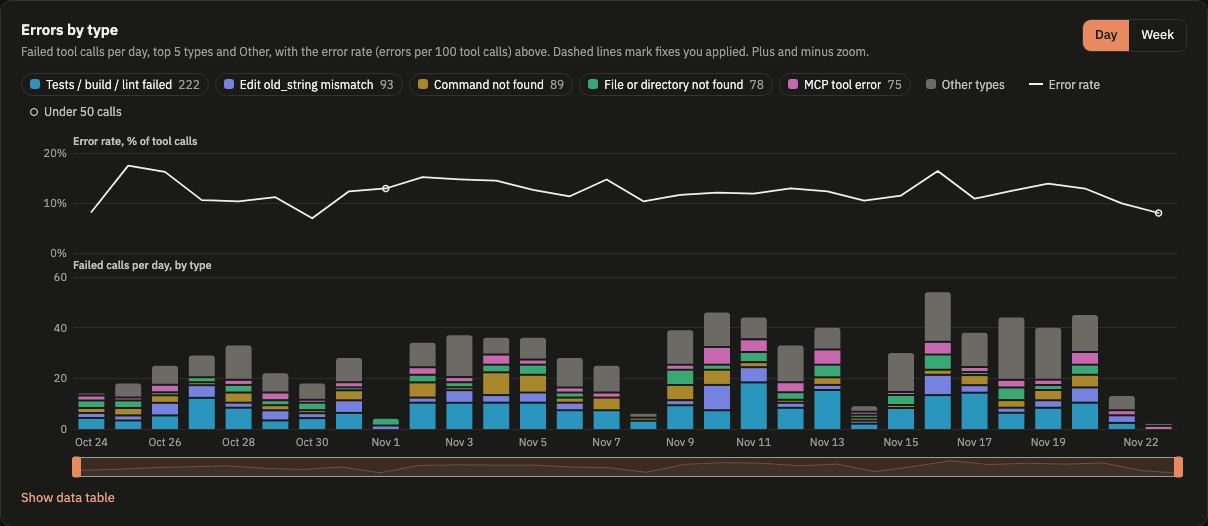 Errors by type
Failed tool calls per day, top 5 types and Other, with the error rate (errors per 100 tool calls) above. Dashed lines mark fixes you applied. Plus and minus zoom.
Day Week
Tests / build / lint failed 222 Edit old_string mismatch 93 Command not found 89 File or directory not found 78 MCP tool error 75 Other types Error rate
Under 50 calls
Error rate, % of tool calls
20%
10%
0%
Failed calls per day, by type
60
40
20
0
Oct 24 Oct 26 Oct 28 Oct 30 Nov 1 Nov 3 Nov 5 Nov 7 Nov 9 Nov 11 Nov 13 Nov 15 Nov 17 Nov 19 Nov 22
Show data table